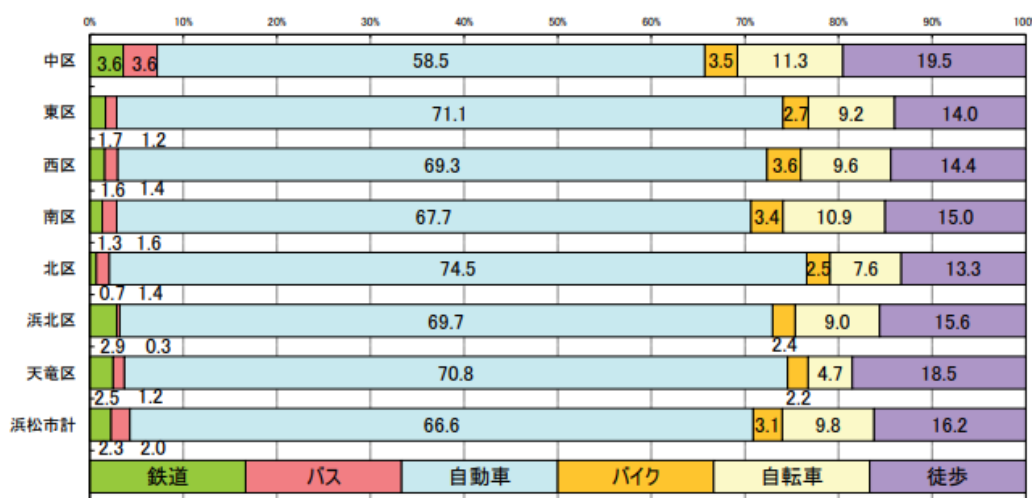 0% 10% 20% 30% 40% 50% 60% 70% 80% 90% 100
中区 3.6 3.6 58.5 3.5 11.3 19.5
東区 71.1 2.7 9.2 14.0
1.7 1.2
西区 69.3 3.6 9.6 14.4
1.6 1.4
南区 67.7 3.4 10.9 15.0
1.3 1.6
北区 74.5 2.5 7.6 13.3
0.7 1.4
浜北区 69.7 9.0 15.6
2.9 0.3 2.4
天竜区 70.8 4.7 18.5
2.5 1.2 2.2
浜松市計 66.6 3.1 9.8 16.2
2.3 2.0
鉄道 バス 自動車 バイク 自転車 徒歩